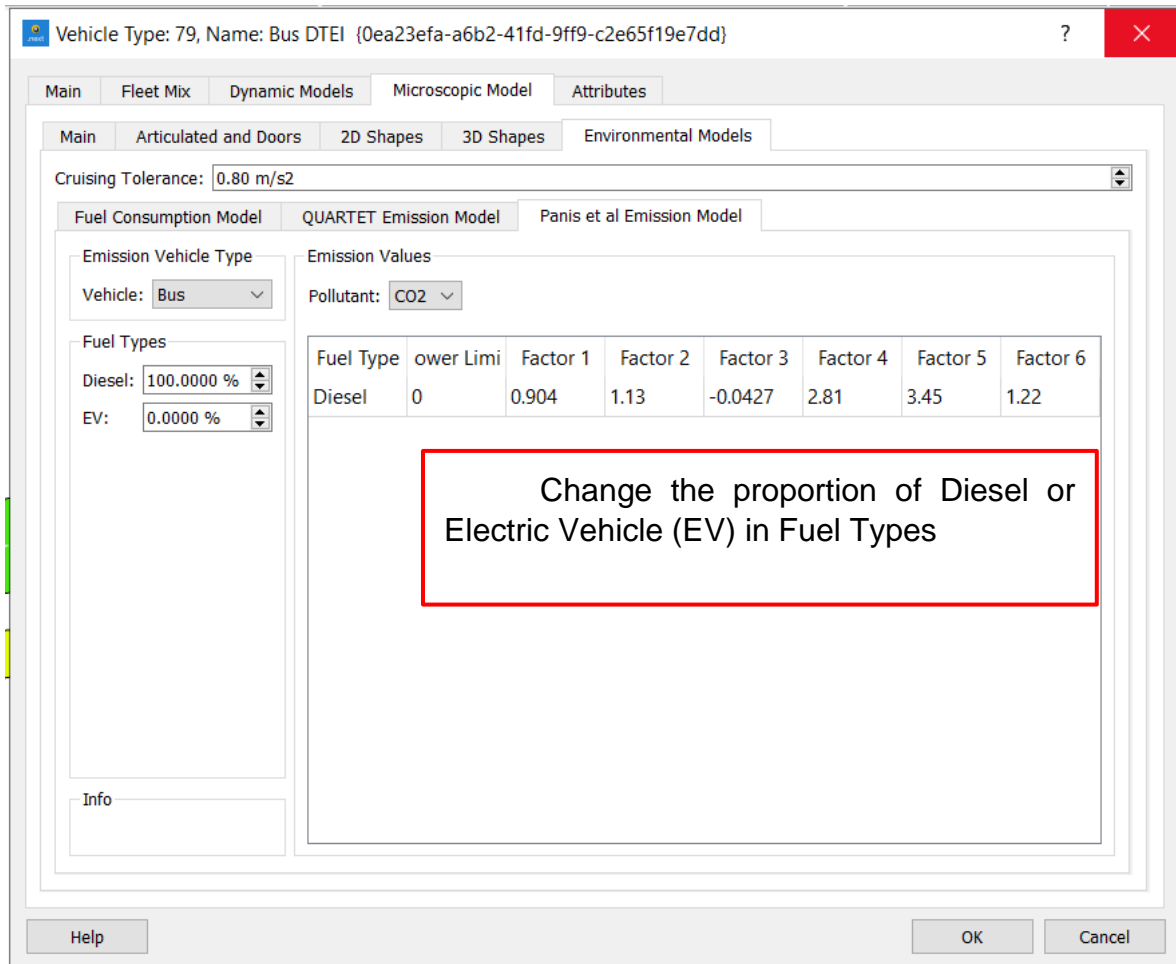 Vehicle Type: 79, Name: Bus DTEI {0ea23efa-a6b2-41fd-9ff9-c2e65f19e7dd} ?
Main Fleet Mix Dynamic Models Microscopic Model Attributes
Main Articulated and Doors 2D Shapes 3D Shapes Environmental Models
Cruising Tolerance: 0.80 m/s2
Fuel Consumption Model QUARTET Emission Model Panis et al Emission Model
Emission Vehicle Type
Vehicle: Bus
Fuel Types
Diesel: 100.0000 %
EV: 0.0000 %
Info
Emission Values
Pollutant: CO2
Fuel Type ower Limi Factor 1 Factor 2 Factor 3 Factor 4 Factor 5 Factor 6
Diesel 0 0.904 1.13 -0.0427 2.81 3.45 1.22
Change the proportion of Diesel or
Electric Vehicle (EV) in Fuel Types
Help OK Cancel